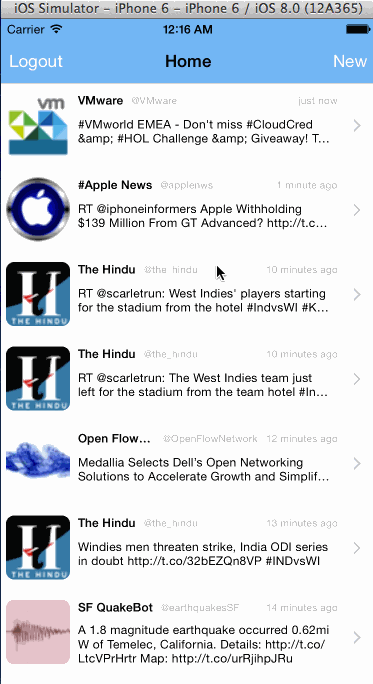 iOS Simulator - iPhone 6 - iPhone 6 / iOS 8.0 (12A365)
Carrier 12:16 AM
Logout Home New
vm
VMware @VMware just now
#VMworld EMEA - Don't miss #CloudCred
&amp; #HOL Challenge &amp; Giveaway! T...
#Apple News @applenws 1 minute ago
RT @iphoneinformers Apple Withholding
$139 Million From GT Advanced? http://t.c...
The Hindu @the_hindu 10 minutes ago
RT @scarletrun: West Indies' players starting
for the stadium from the hotel #IndvsWI #K...
THE HINDU
The Hindu @the_hindu 10 minutes ago
RT @scarletrun: The West Indies team just
left for the stadium from the team hotel #In...
THE HINDU
Open Flow... @OpenFlowNetwork 12 minutes ago
Medallia Selects Dell's Open Networking
Solutions to Accelerate Growth and Simplif...
The Hindu @the_hindu 13 minutes ago
Windies men threaten strike, India ODI series
in doubt http://t.co/32bEZQn8VP #INDvsWI
THE HINDU
SF QuakeBot @earthquakesSF 14 minutes ago
A 1.8 magnitude earthquake occurred 0.62mi
W of Temelec, California. Details: http://t.co/
LtcVPrHrtr Map: http://t.co/urRjihpJRu